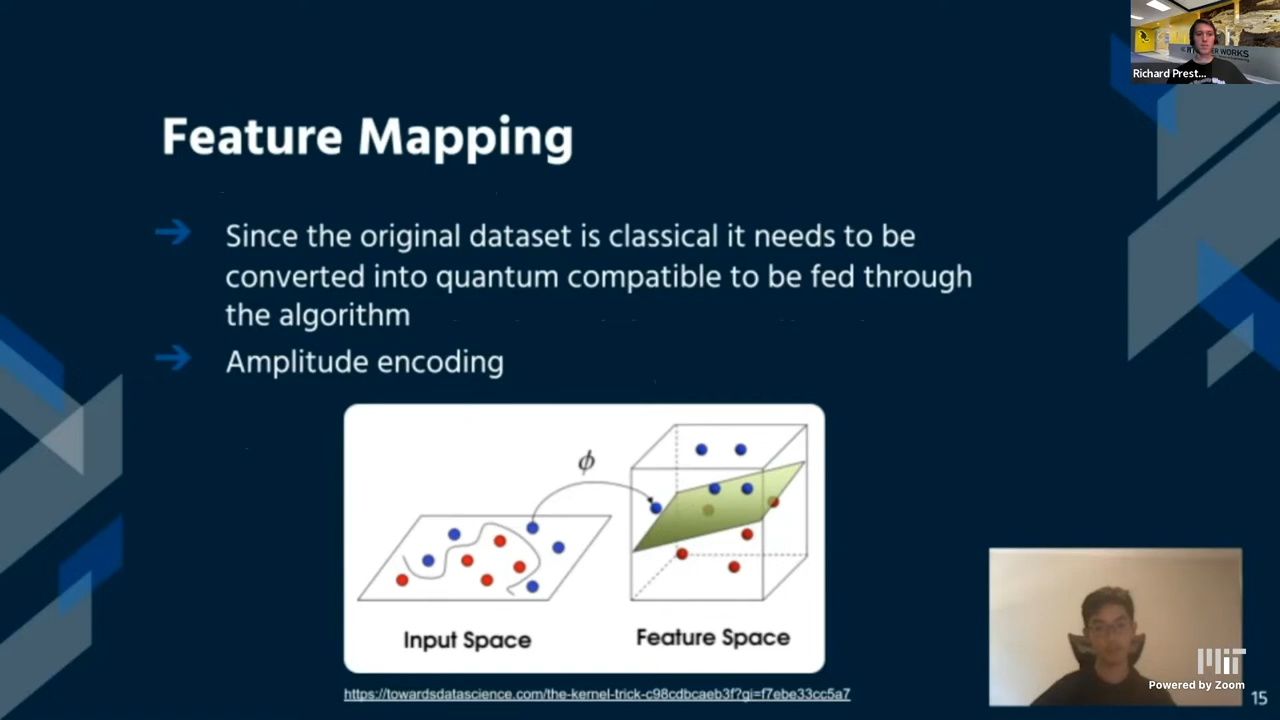 Richard Prest...
Feature Mapping
Since the original dataset is classical it needs to be
converted into quantum compatible to be fed through
the algorithm
Amplitude encoding
ϕ
Input Space
Feature Space
https://towardsdatascience.com/the-kernel-trick-c98cdbcaeb3f?gi=f7ebe33cc5a7
MIT
Powered by Zoom
15